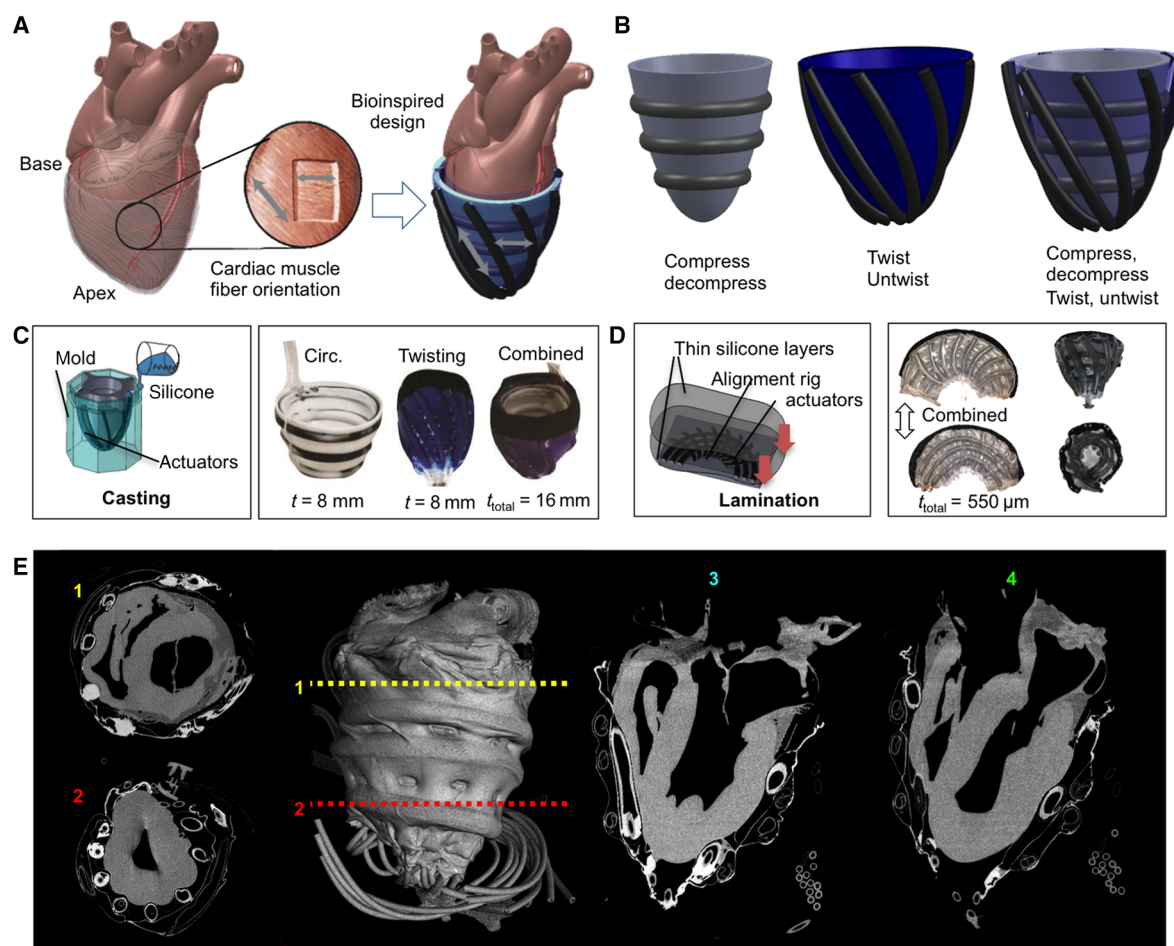 A
Base
Apex
Cardiac muscle
fiber orientation
Bioinspired
design
B
Compress
decompress
Twist
Untwist
Compress,
decompress
Twist, untwist
C
Mold
Silicone
Actuators
Casting
Circ.
Twisting
Combined
t = 8 mm
t = 8 mm
ttotal = 16 mm
D
Thin silicone layers
Alignment rig
actuators
Lamination
Combined
ttotal = 550 µm
E
1
2
1
2
3
4